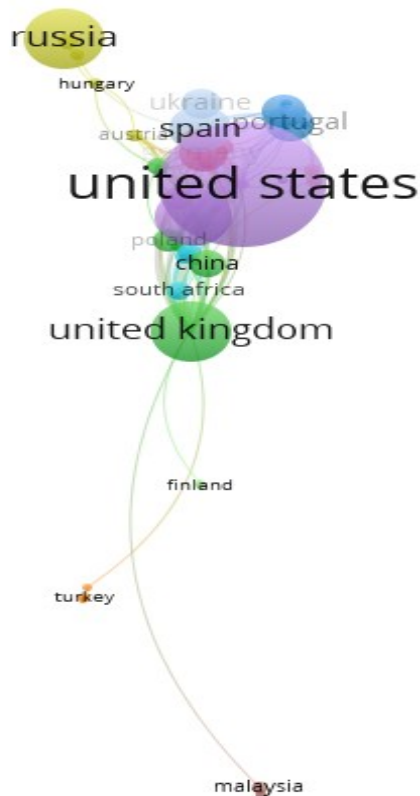 russia
hungary
ukraine
portugal
austria
spain
united states
poland
china
south africa
united kingdom
finland
turkey
malaysia